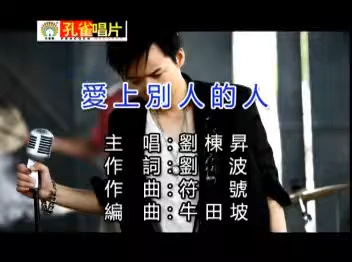 孔雀唱片
愛上別人的人
主唱:劉棟昇
作詞:劉 波
作曲:符號
編曲:牛田坡